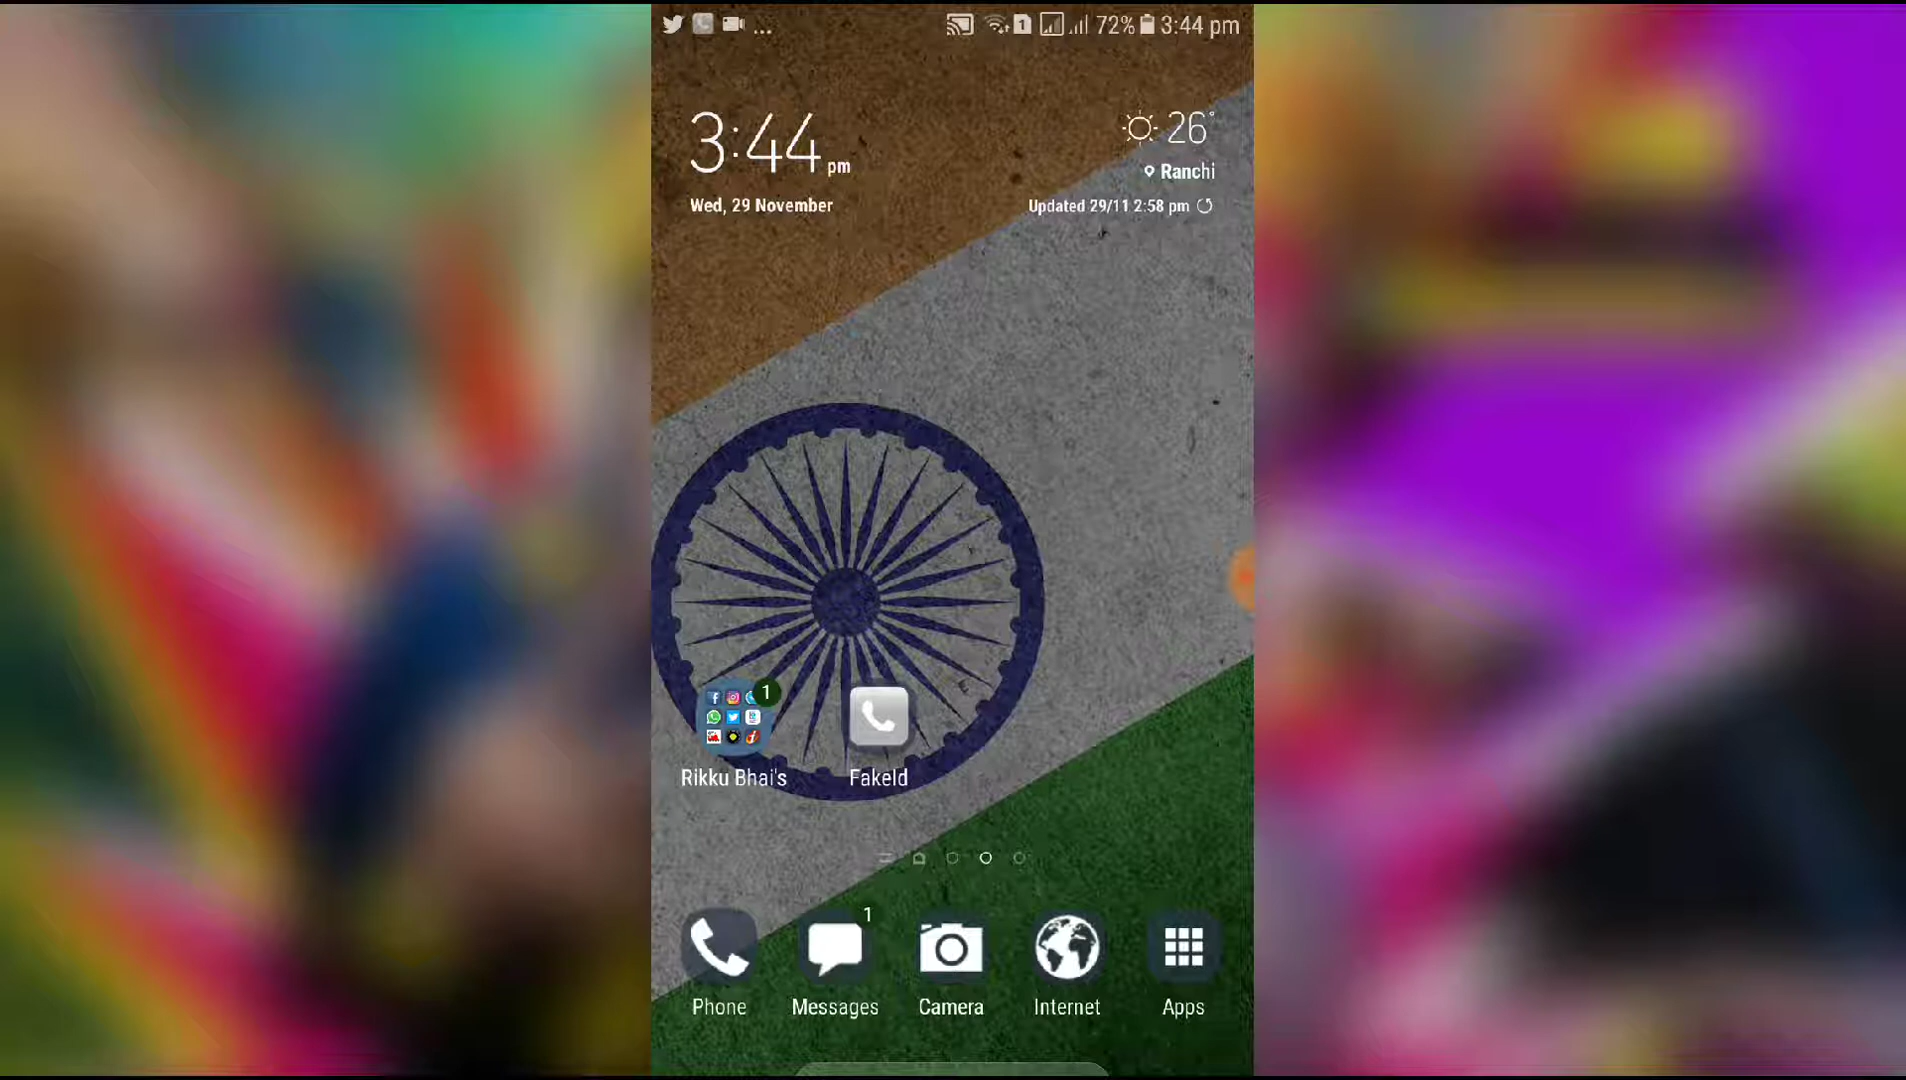 ... 1 72% 3:44 pm
3:44 pm
26°
Ranchi
Wed, 29 November
Updated 29/11 2:58 pm
1
Rikku Bhai's
FakeId
1
Phone
Messages
Camera
Internet
Apps